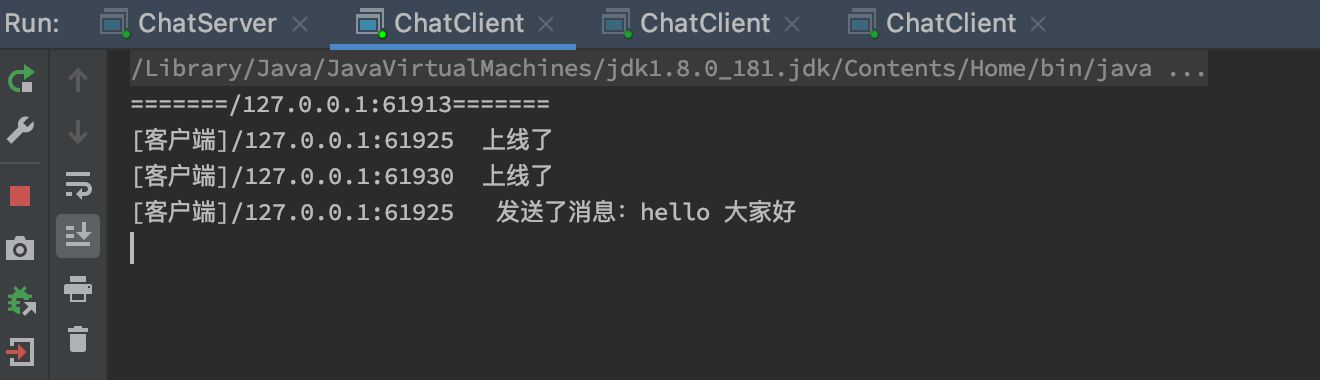 Run: ChatServer × ChatClient × ChatClient × ChatClient ×
/Library/Java/JavaVirtualMachines/jdk1.8.0_181.jdk/Contents/Home/bin/java ...
=======/127.0.0.1:61913=======
[客户端]/127.0.0.1:61925  上线了
[客户端]/127.0.0.1:61930  上线了
[客户端]/127.0.0.1:61925   发送了消息：hello 大家好